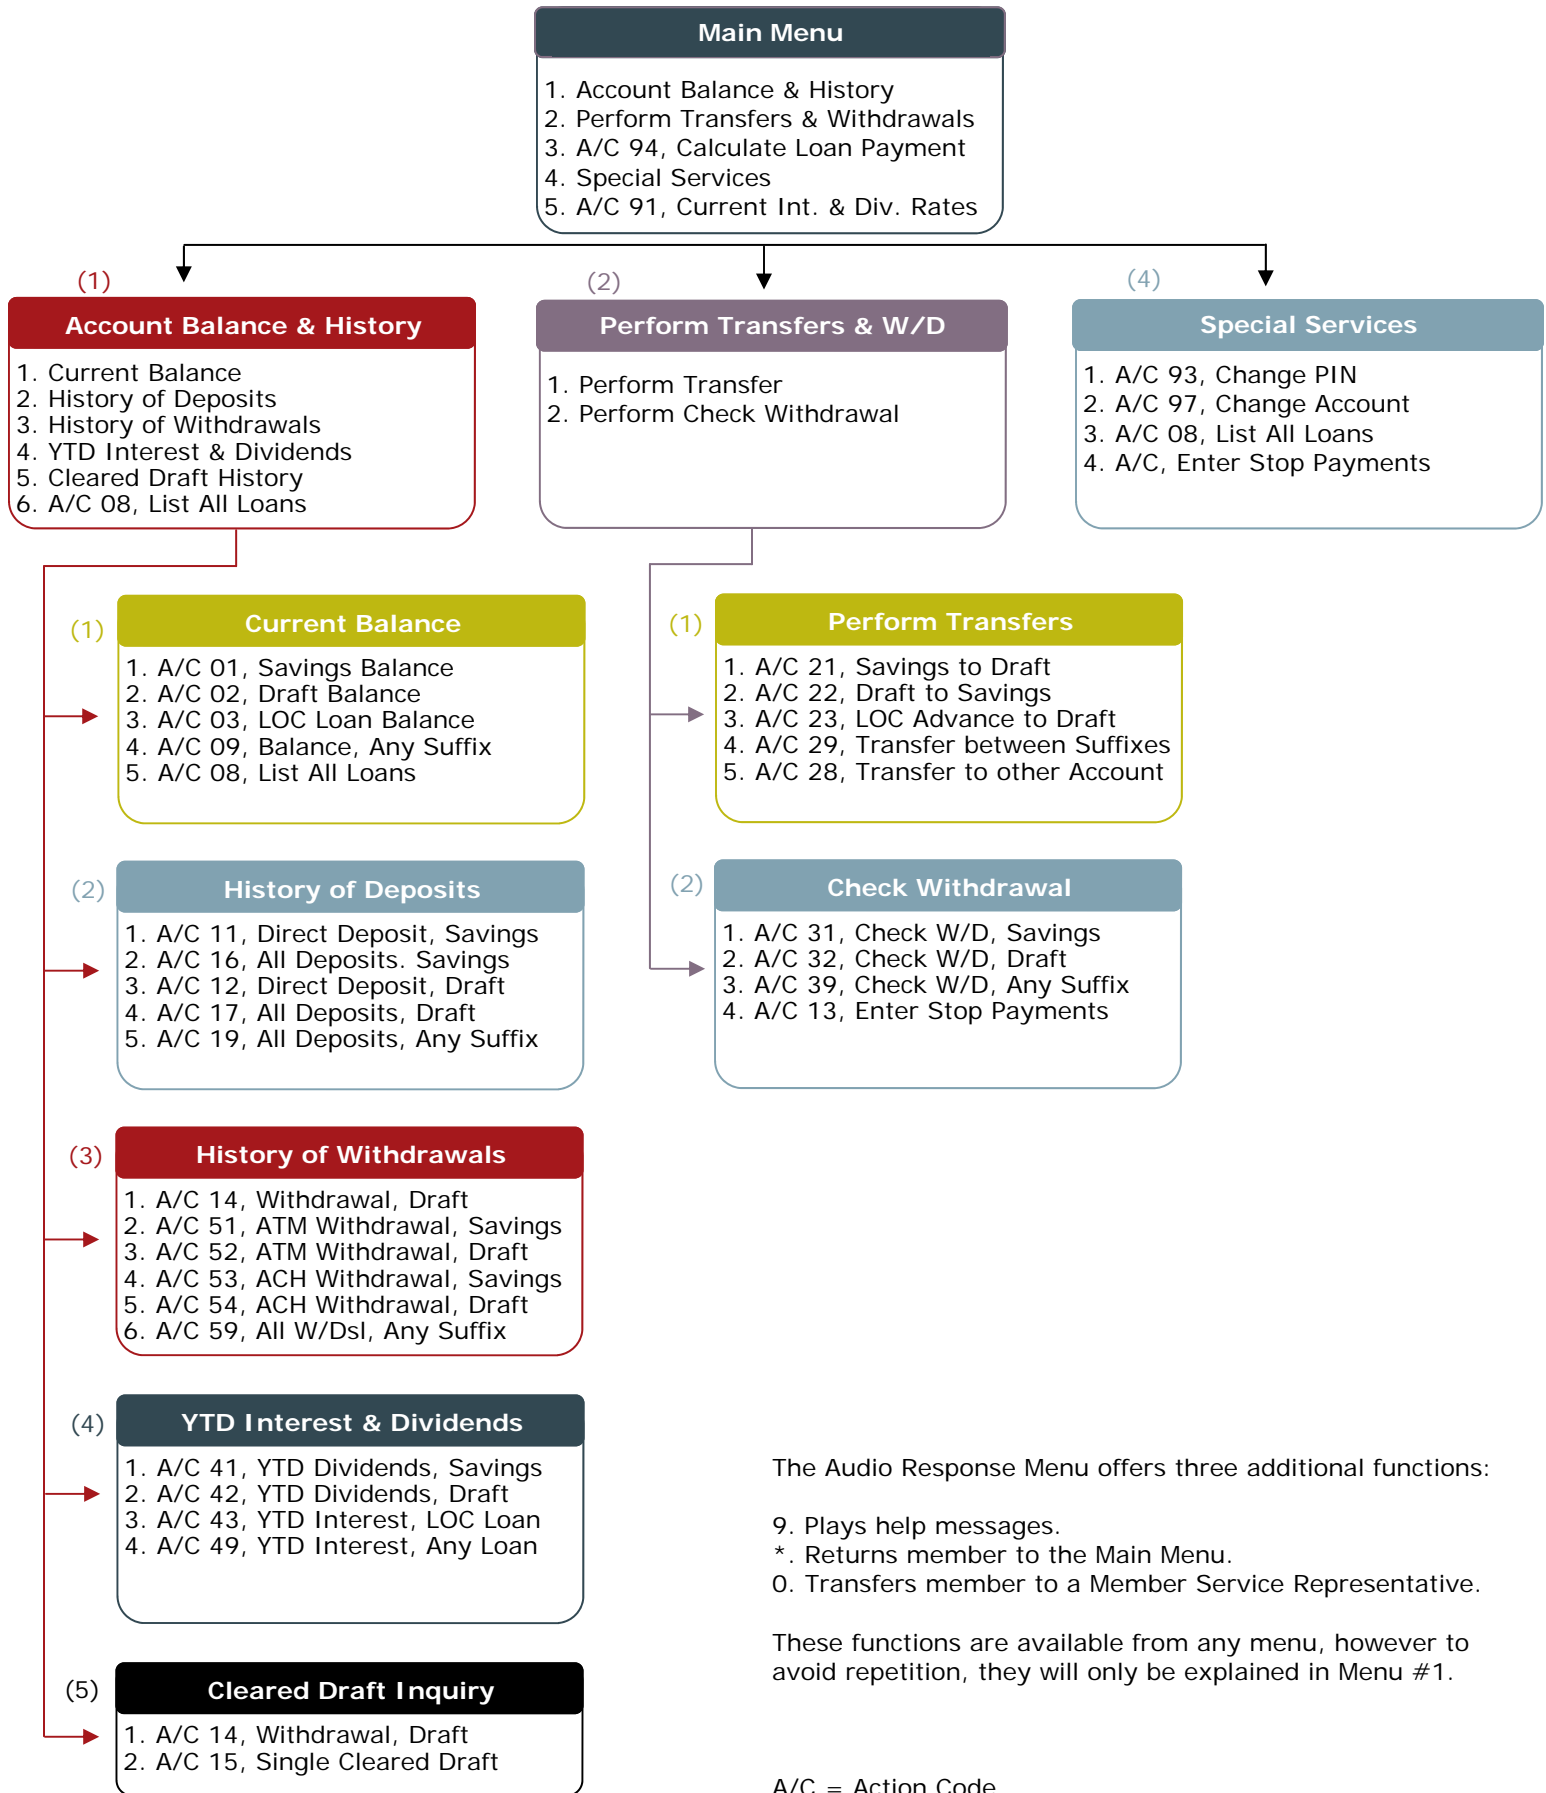 Main Menu
1. Account Balance & History
2. Perform Transfers & Withdrawals
3. A/C 94, Calculate Loan Payment
4. Special Services
5. A/C 91, Current Int. & Div. Rates
(1)
Account Balance & History
1. Current Balance
2. History of Deposits
3. History of Withdrawals
4. YTD Interest & Dividends
5. Cleared Draft History
6. A/C 08, List All Loans
(2)
Perform Transfers & W/D
1. Perform Transfer
2. Perform Check Withdrawal
(4)
Special Services
1. A/C 93, Change PIN
2. A/C 97, Change Account
3. A/C 08, List All Loans
4. A/C, Enter Stop Payments
(1)
Current Balance
1. A/C 01, Savings Balance
2. A/C 02, Draft Balance
3. A/C 03, LOC Loan Balance
4. A/C 09, Balance, Any Suffix
5. A/C 08, List All Loans
(1)
Perform Transfers
1. A/C 21, Savings to Draft
2. A/C 22, Draft to Savings
3. A/C 23, LOC Advance to Draft
4. A/C 29, Transfer between Suffixes
5. A/C 28, Transfer to other Account
(2)
History of Deposits
1. A/C 11, Direct Deposit, Savings
2. A/C 16, All Deposits. Savings
3. A/C 12, Direct Deposit, Draft
4. A/C 17, All Deposits, Draft
5. A/C 19, All Deposits, Any Suffix
(2)
Check Withdrawal
1. A/C 31, Check W/D, Savings
2. A/C 32, Check W/D, Draft
3. A/C 39, Check W/D, Any Suffix
4. A/C 13, Enter Stop Payments
(3)
History of Withdrawals
1. A/C 14, Withdrawal, Draft
2. A/C 51, ATM Withdrawal, Savings
3. A/C 52, ATM Withdrawal, Draft
4. A/C 53, ACH Withdrawal, Savings
5. A/C 54, ACH Withdrawal, Draft
6. A/C 59, All W/Dsl, Any Suffix
(4)
YTD Interest & Dividends
1. A/C 41, YTD Dividends, Savings
2. A/C 42, YTD Dividends, Draft
3. A/C 43, YTD Interest, LOC Loan
4. A/C 49, YTD Interest, Any Loan
(5)
Cleared Draft Inquiry
1. A/C 14, Withdrawal, Draft
2. A/C 15, Single Cleared Draft
The Audio Response Menu offers three additional functions:
9. Plays help messages.
*. Returns member to the Main Menu.
0. Transfers member to a Member Service Representative.
These functions are available from any menu, however to
avoid repetition, they will only be explained in Menu #1.
A/C = Action Code